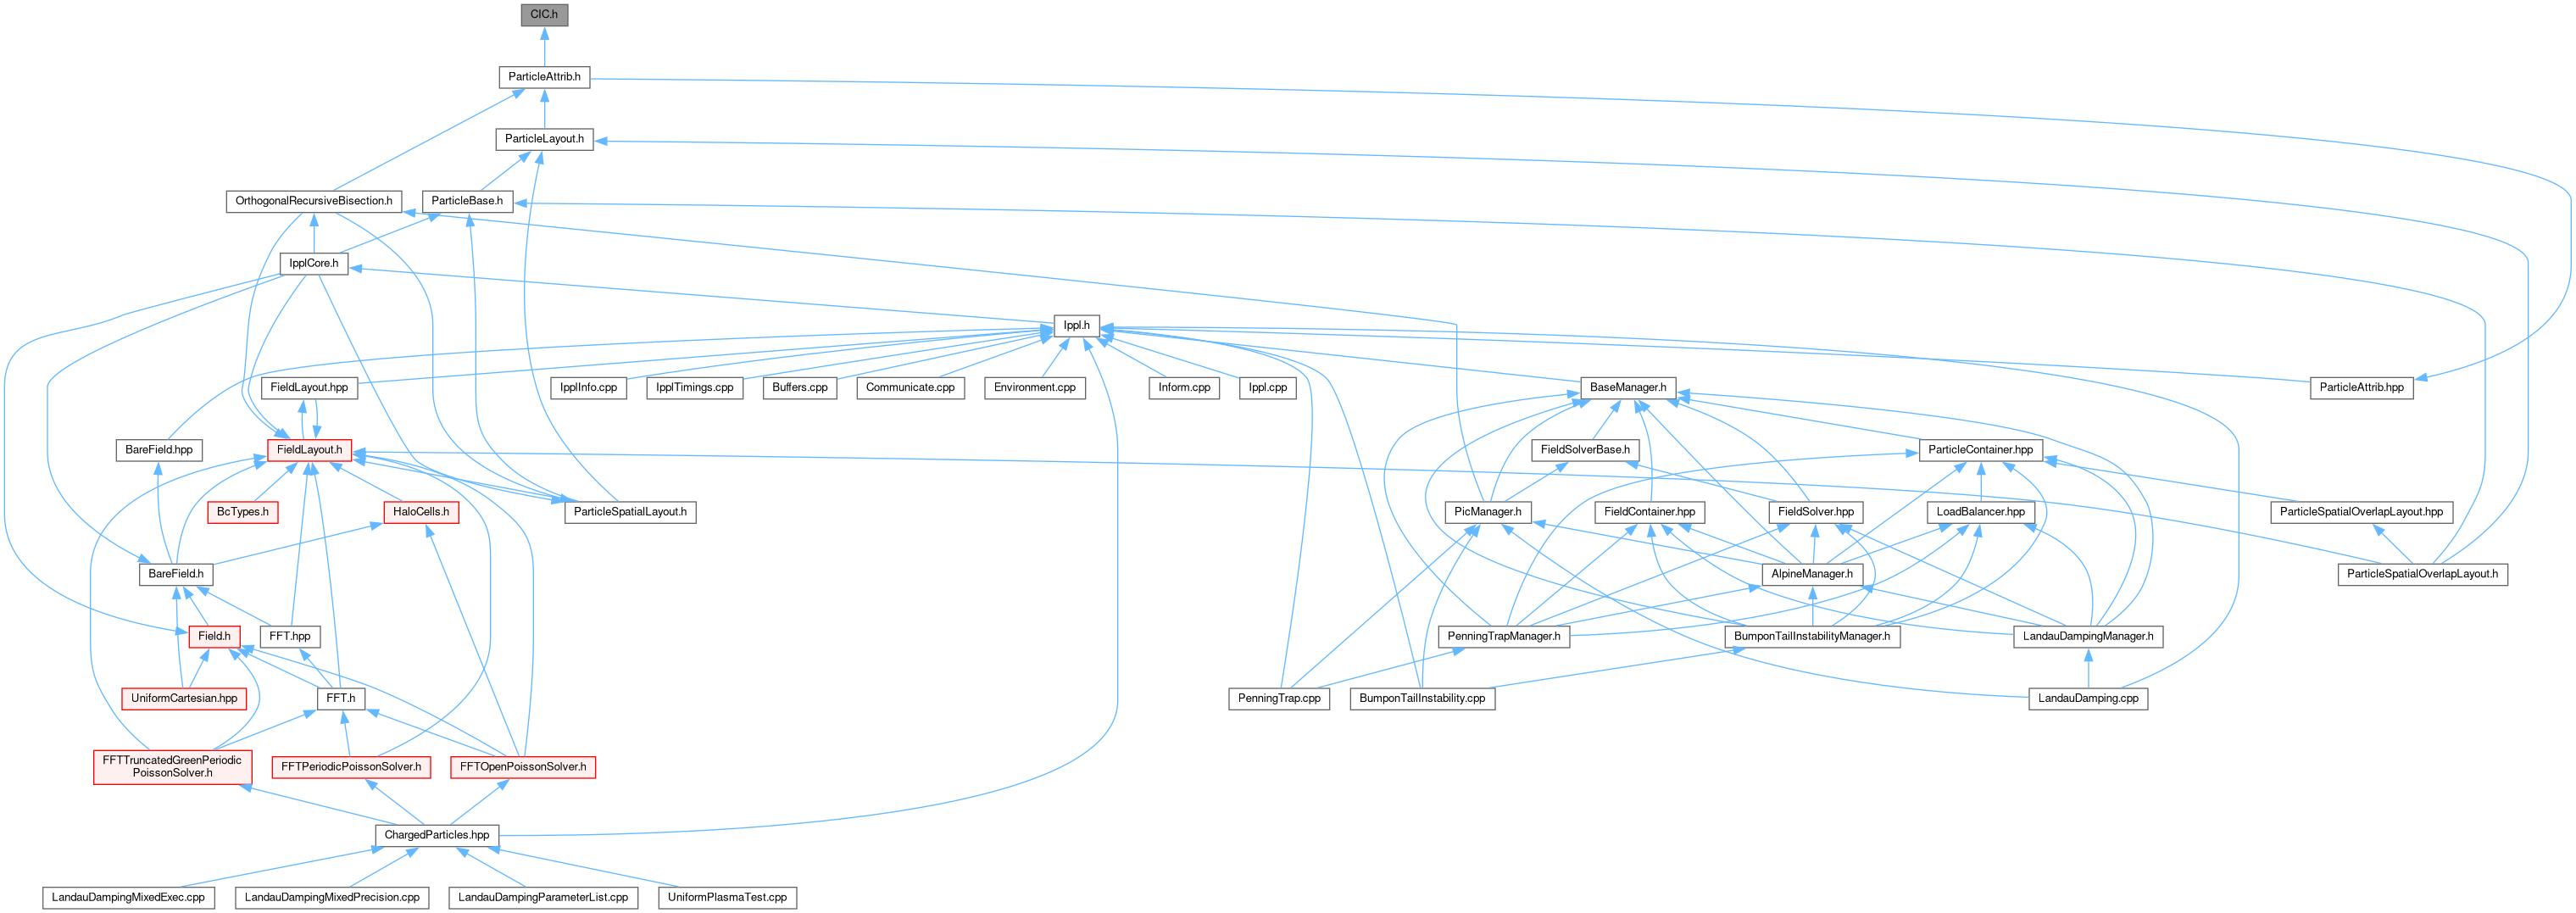 CIC.h
ParticleAttrib.h
ParticleLayout.h
OrthogonalRecursiveBisection.h
ParticleBase.h
IpplCore.h
Ippl.h
FieldLayout.hpp
IpplInfo.cpp
IpplTimings.cpp
Buffers.cpp
Communicate.cpp
Environment.cpp
Inform.cpp
Ippl.cpp
BaseManager.h
ParticleAttrib.hpp
BareField.hpp
FieldLayout.h
FieldSolverBase.h
ParticleContainer.hpp
BcTypes.h
HaloCells.h
ParticleSpatialLayout.h
PicManager.h
FieldContainer.hpp
FieldSolver.hpp
LoadBalancer.hpp
ParticleSpatialOverlapLayout.hpp
BareField.h
AlpineManager.h
ParticleSpatialOverlapLayout.h
Field.h
FFT.hpp
PenningTrapManager.h
BumponTailInstabilityManager.h
LandauDampingManager.h
UniformCartesian.hpp
FFT.h
PenningTrap.cpp
BumponTailInstability.cpp
LandauDamping.cpp
FFTTruncatedGreenPeriodic
PoissonSolver.h
FFTPeriodicPoissonSolver.h
FFTOpenPoissonSolver.h
ChargedParticles.hpp
LandauDampingMixedExec.cpp
LandauDampingMixedPrecision.cpp
LandauDampingParameterList.cpp
UniformPlasmaTest.cpp